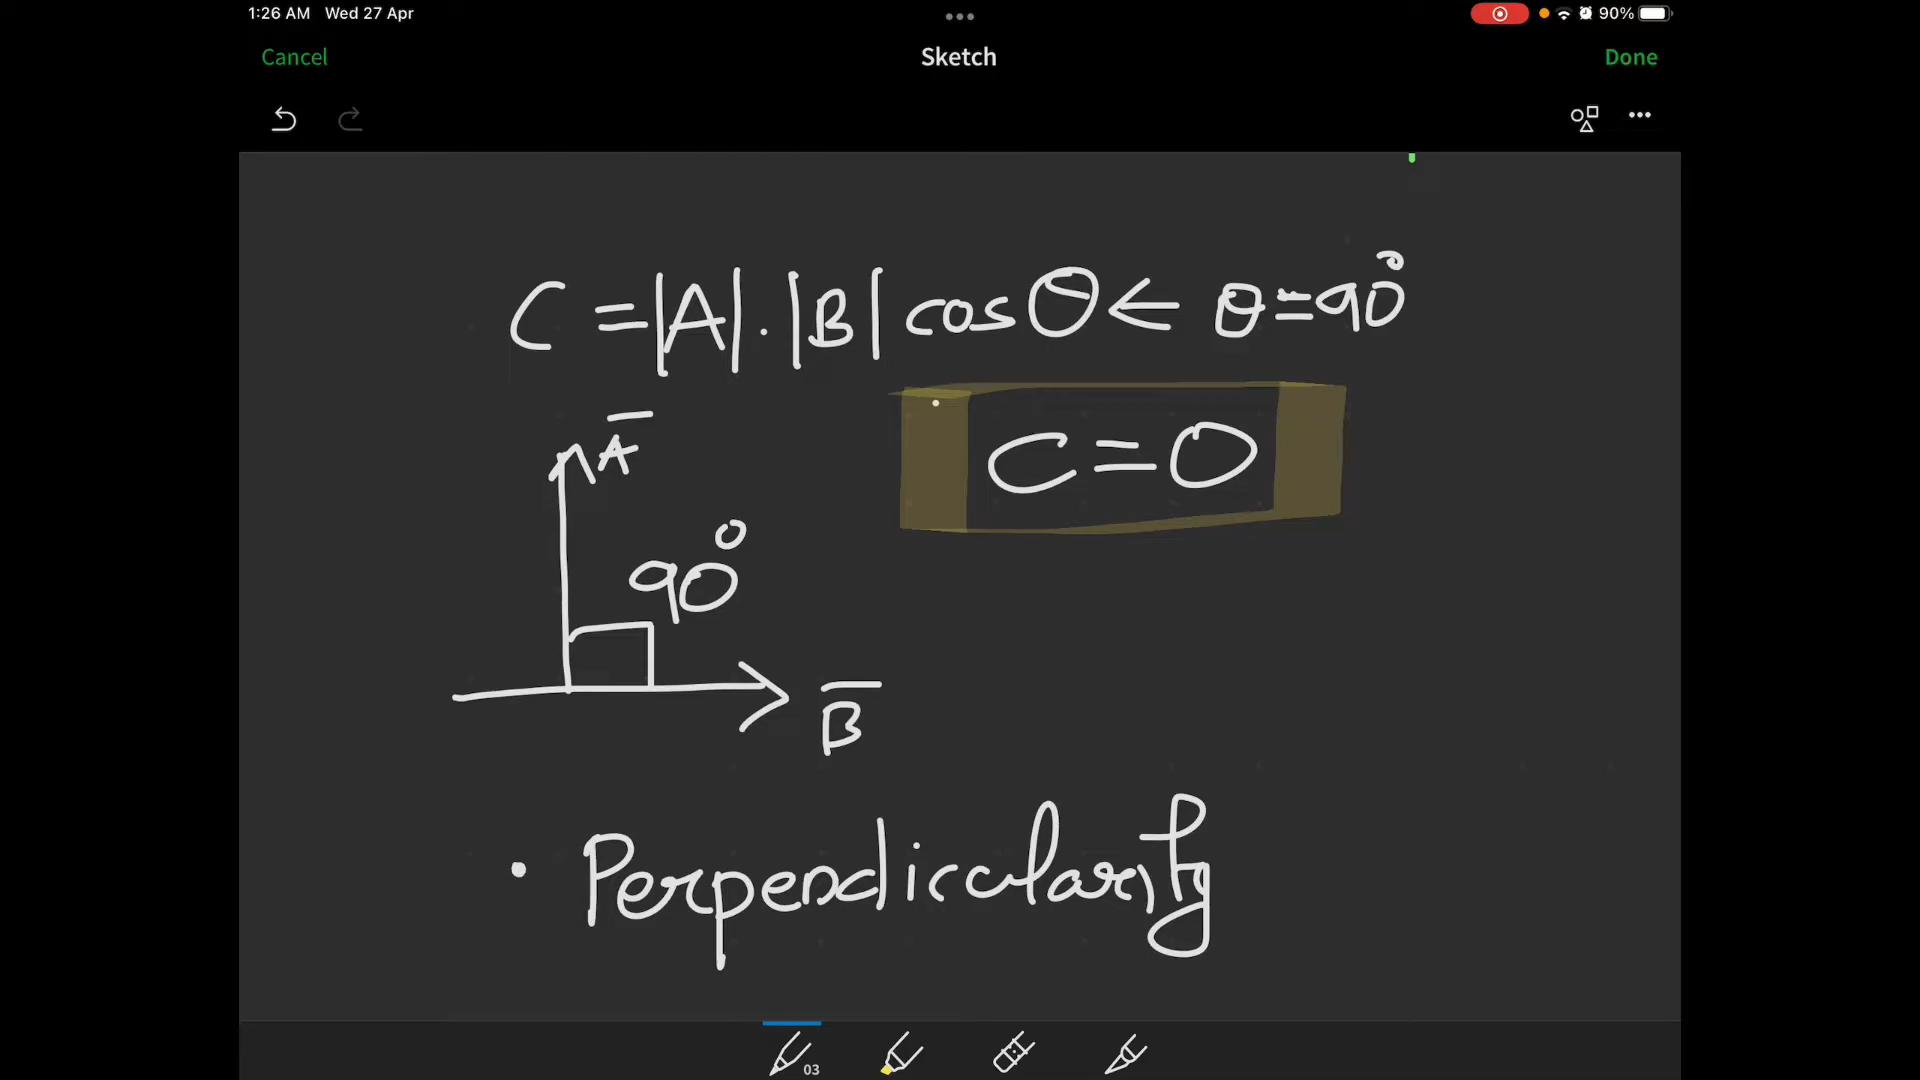 1:26 AM Wed 27 Apr
90%
Cancel
Sketch
Done
C = |A| . |B| cos θ ← θ = 90°
C = 0
A̅
90°
B̅
• Perpendicularity
03